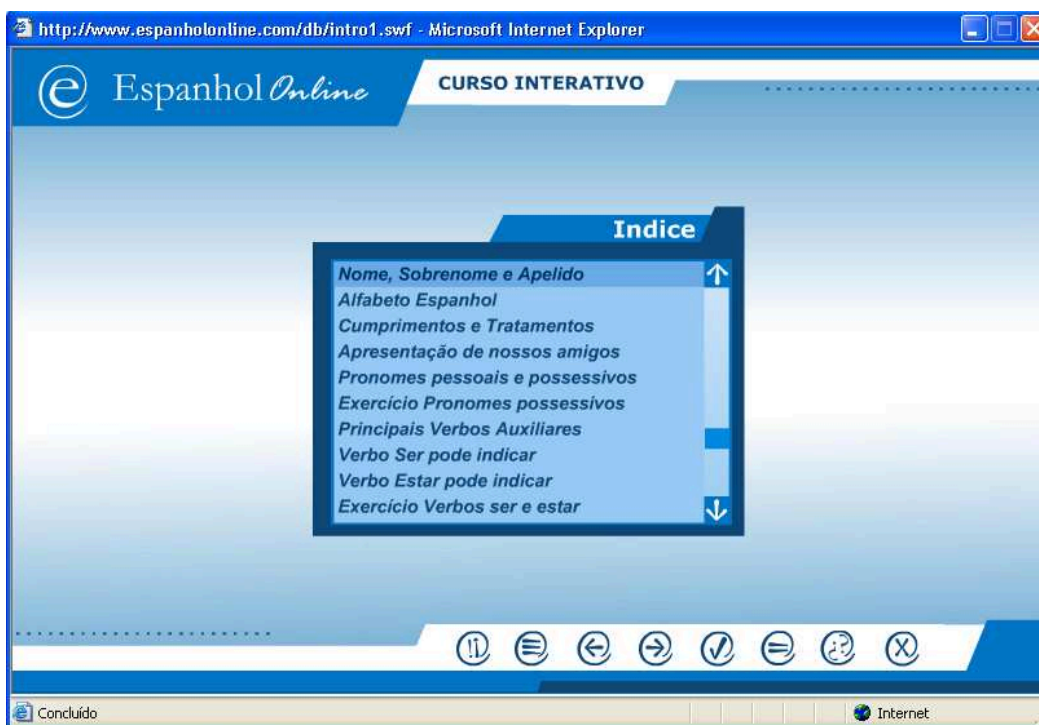 http://www.espanholonline.com/db/intro1.swf - Microsoft Internet Explorer
e Espanhol Online
CURSO INTERATIVO
Indice
Nome, Sobrenome e Apelido
Alfabeto Espanhol
Cumprimentos e Tratamentos
Apresentação de nossos amigos
Pronomes pessoais e possessivos
Exercício Pronomes possessivos
Principais Verbos Auxiliares
Verbo Ser pode indicar
Verbo Estar pode indicar
Exercício Verbos ser e estar
Concluído
Internet